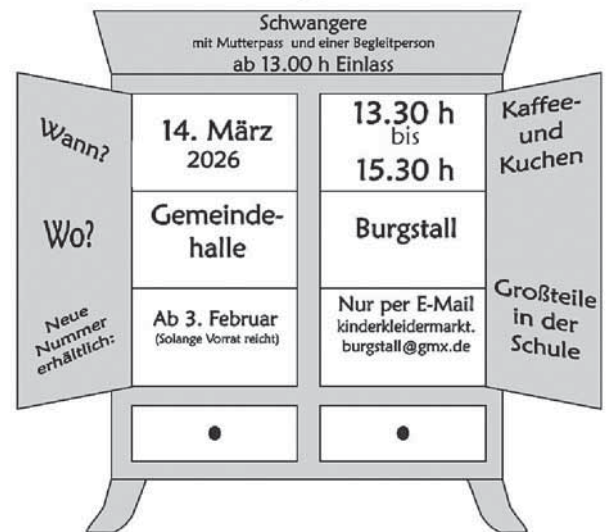 Schwangere
mit Mutterpass und einer Begleitperson
ab 13.00 h Einlass
Wann?
14. März
2026
13.30 h
bis
15.30 h
Kaffee-
und
Kuchen
Wo?
Gemeinde-
halle
Burgstall
Neue
Nummer
erhältlich:
Ab 3. Februar
(Solange Vorrat reicht)
Nur per E-Mail
kinderkleidermarkt.
burgstall@gmx.de
Großteile
in der
Schule